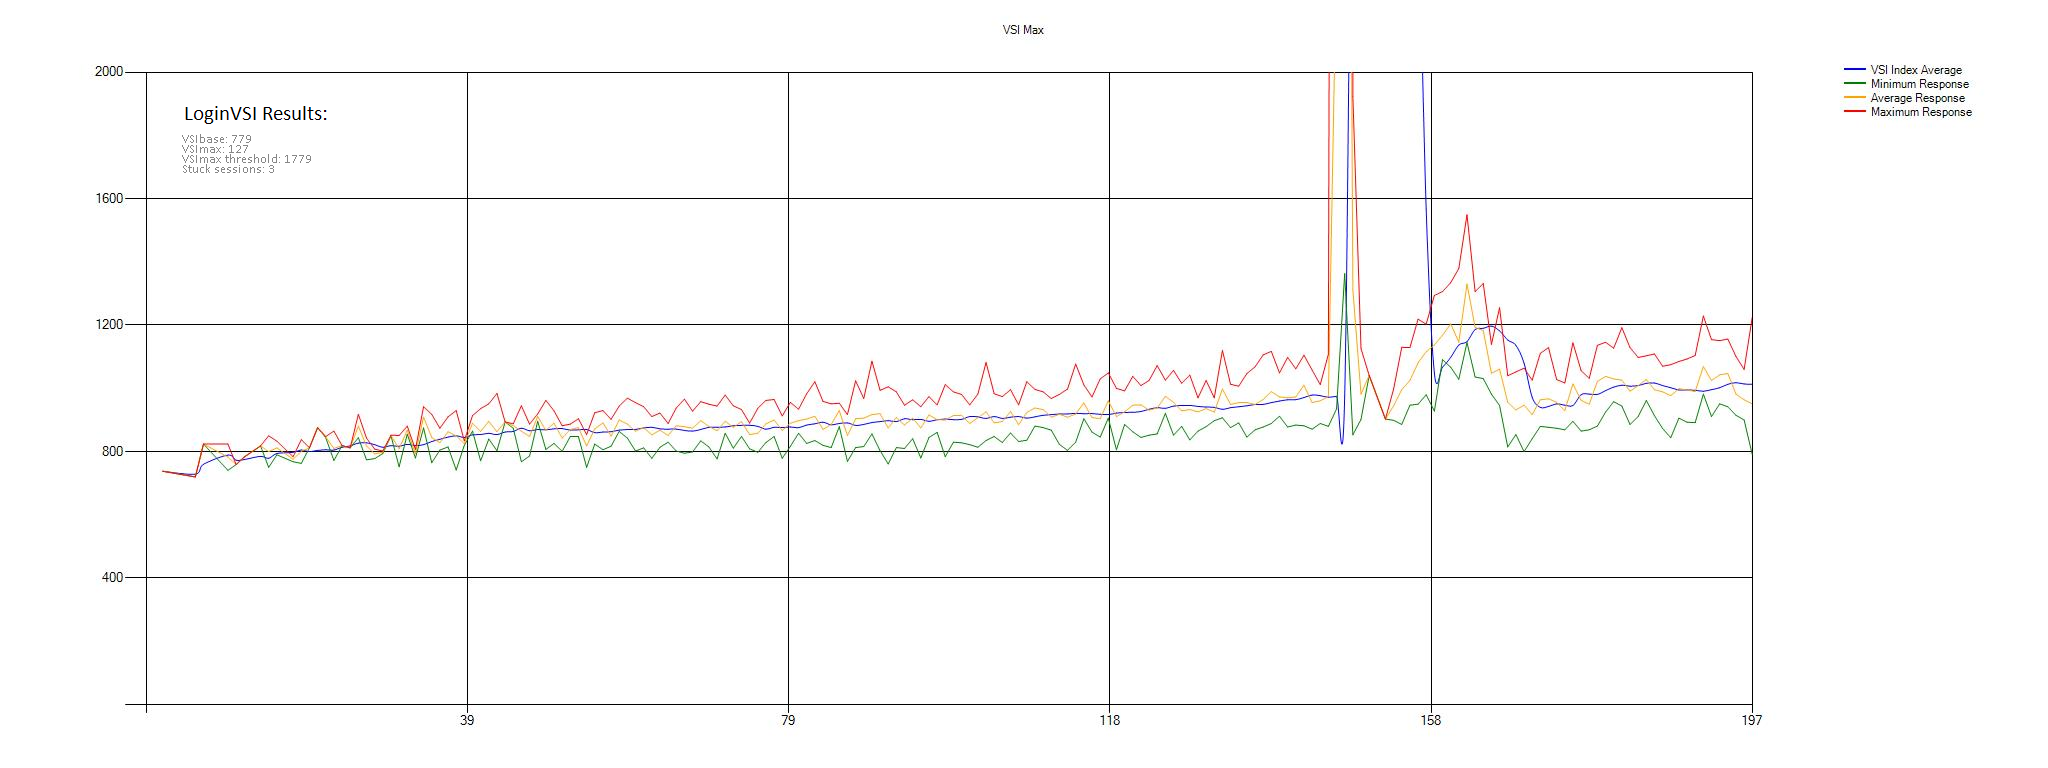 VSI Max
2000
1600
1200
800
400
LoginVSI Results:
VSIbase: 779
VSImax: 127
VSImax threshold: 1779
Stuck sessions: 3
VSI Index Average
Minimum Response
Average Response
Maximum Response
39
79
118
158
197